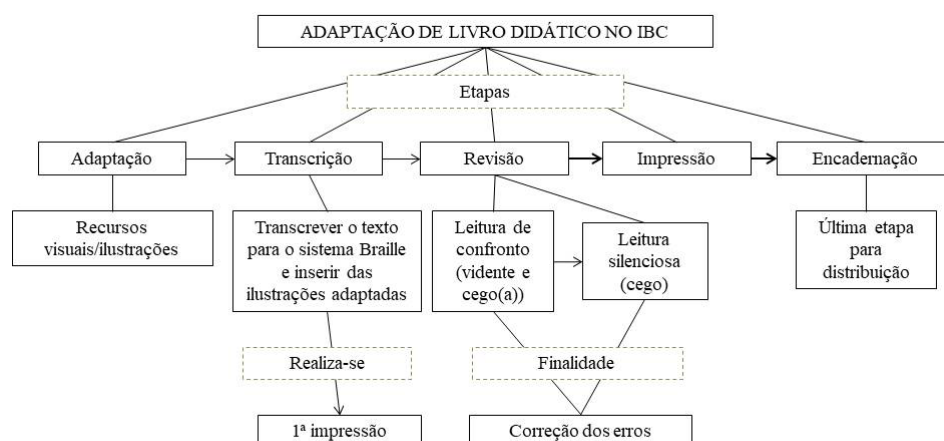 ADAPTAÇÃO DE LIVRO DIDÁTICO NO IBC
Etapas
Adaptação
Transcrição
Revisão
Impressão
Encadernação
Recursos
visuais/ilustrações
Transcrever o texto
para o sistema Braille
e inserir das
ilustrações adaptadas
Leitura de
confronto
(vidente e
cego(a))
Leitura
silenciosa
(cego)
Última etapa
para
distribuição
Realiza-se
Finalidade
1ª impressão
Correção dos erros